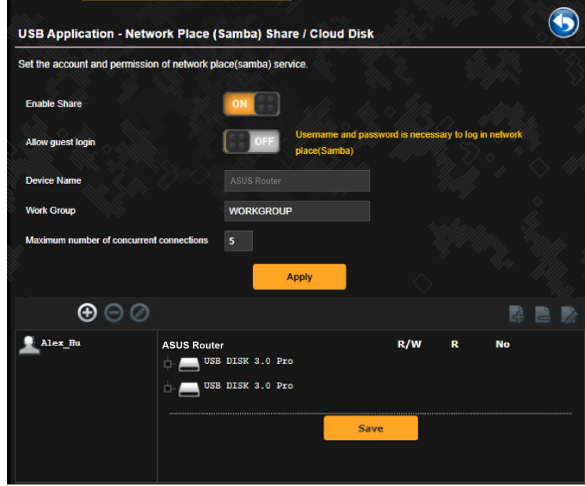 USB Application - Network Place (Samba) Share / Cloud Disk
Set the account and permission of network place(samba) service.
Enable Share
ON
Allow guest login
OFF
Username and password is necessary to log in network
place(Samba)
Device Name
ASUS Router
Work Group
WORKGROUP
Maximum number of concurrent connections
5
Apply
Alex_Hu
ASUS Router
R/W
R
No
USB DISK 3.0 Pro
USB DISK 3.0 Pro
Save